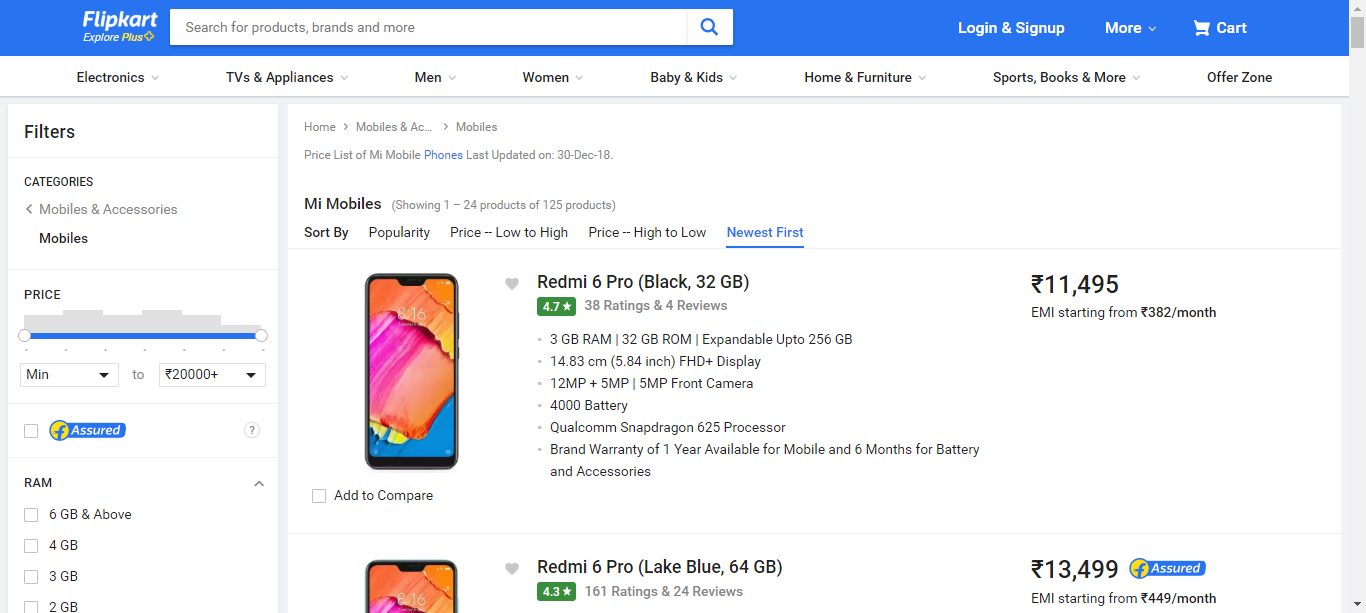 Flipkart
Explore Plus
Search for products, brands and more
Login & Signup
More
Cart
Electronics
TVs & Appliances
Men
Women
Baby & Kids
Home & Furniture
Sports, Books & More
Offer Zone
Filters
CATEGORIES
Mobiles & Accessories
Mobiles
PRICE
Min
to
₹20000+
Assured
?
RAM
6 GB & Above
4 GB
3 GB
2 GB
Home > Mobiles & Ac... > Mobiles
Price List of Mi Mobile Phones Last Updated on: 30-Dec-18.
Mi Mobiles (Showing 1 – 24 products of 125 products)
Sort By Popularity Price -- Low to High Price -- High to Low Newest First
8:16
Add to Compare
Redmi 6 Pro (Black, 32 GB)
4.7★ 38 Ratings & 4 Reviews
3 GB RAM | 32 GB ROM | Expandable Upto 256 GB
14.83 cm (5.84 inch) FHD+ Display
12MP + 5MP | 5MP Front Camera
4000 Battery
Qualcomm Snapdragon 625 Processor
Brand Warranty of 1 Year Available for Mobile and 6 Months for Battery
and Accessories
₹11,495
EMI starting from ₹382/month
8:16
Redmi 6 Pro (Lake Blue, 64 GB)
4.3★ 161 Ratings & 24 Reviews
₹13,499 Assured
EMI starting from ₹449/month